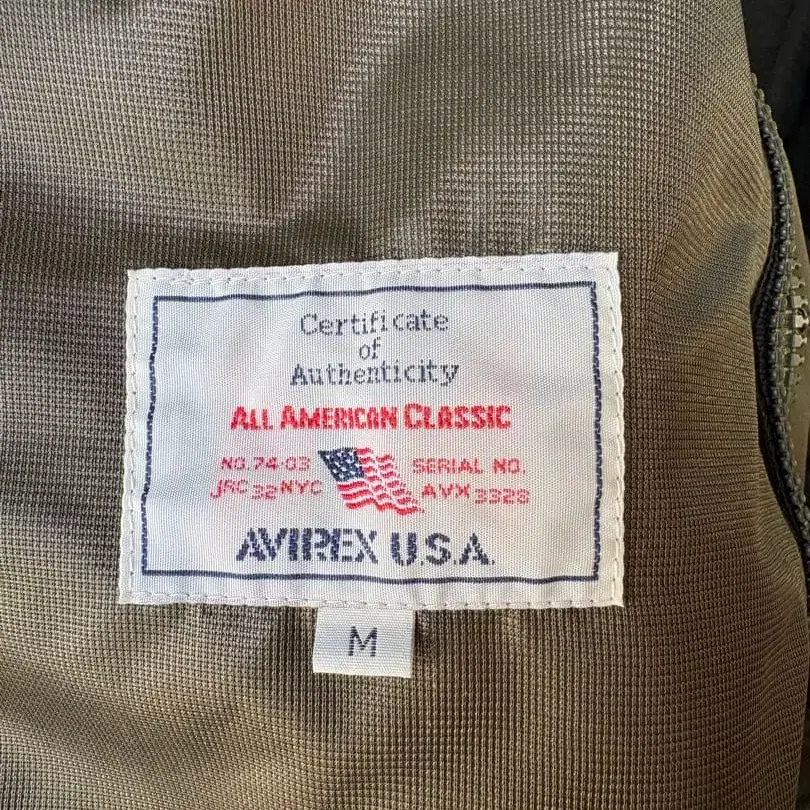 Certificate
of
Authenticity
ALL AMERICAN CLASSIC
NO. 74-03 SERIAL NO.
JRC 32 NYC AVX 3328
AVIREX U.S.A.
M